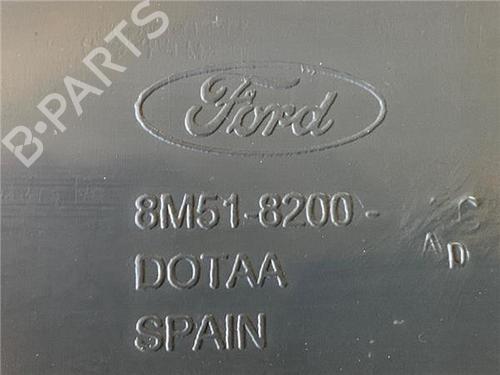 B·PARTS
Ford
8M51-8200-
AD
DOTAA
SPAIN